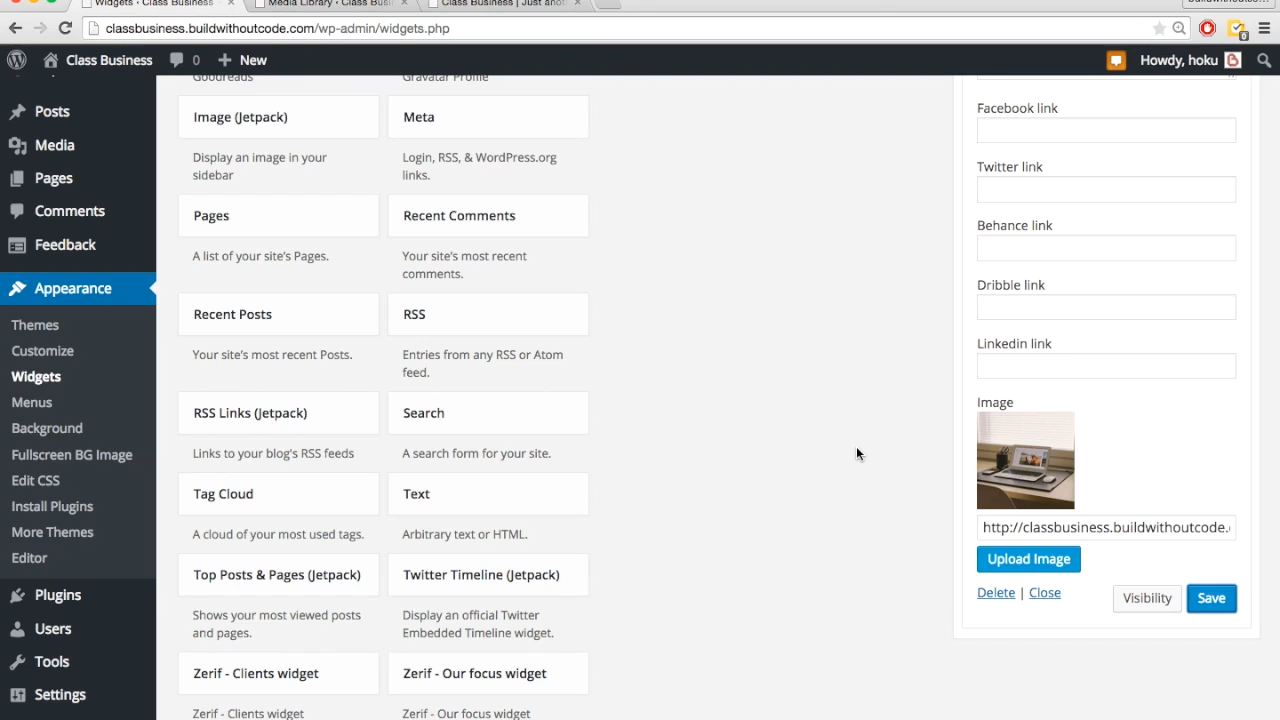 Widgets ‹ Class Business ×
Media Library ‹ Class Busi ×
Class Business | Just anot ×
classbusiness.buildwithoutcode.com/wp-admin/widgets.php
Class Business
0
New
Howdy, hoku
Posts
Media
Pages
Comments
Feedback
Appearance
Themes
Customize
Widgets
Menus
Background
Fullscreen BG Image
Edit CSS
Install Plugins
More Themes
Editor
Plugins
Users
Tools
Settings
Goodreads
Gravatar Profile
Image (Jetpack)
Meta
Display an image in your
sidebar
Login, RSS, & WordPress.org
links.
Pages
Recent Comments
A list of your site's Pages.
Your site's most recent
comments.
Recent Posts
RSS
Your site's most recent Posts.
Entries from any RSS or Atom
feed.
RSS Links (Jetpack)
Search
Links to your blog's RSS feeds
A search form for your site.
Tag Cloud
Text
A cloud of your most used tags.
Arbitrary text or HTML.
Top Posts & Pages (Jetpack)
Twitter Timeline (Jetpack)
Shows your most viewed posts
and pages.
Display an official Twitter
Embedded Timeline widget.
Zerif - Clients widget
Zerif - Our focus widget
Zerif - Clients widget
Zerif - Our focus widget
Facebook link
Twitter link
Behance link
Dribble link
Linkedin link
Image
http://classbusiness.buildwithoutcode.
Upload Image
Delete | Close
Visibility
Save